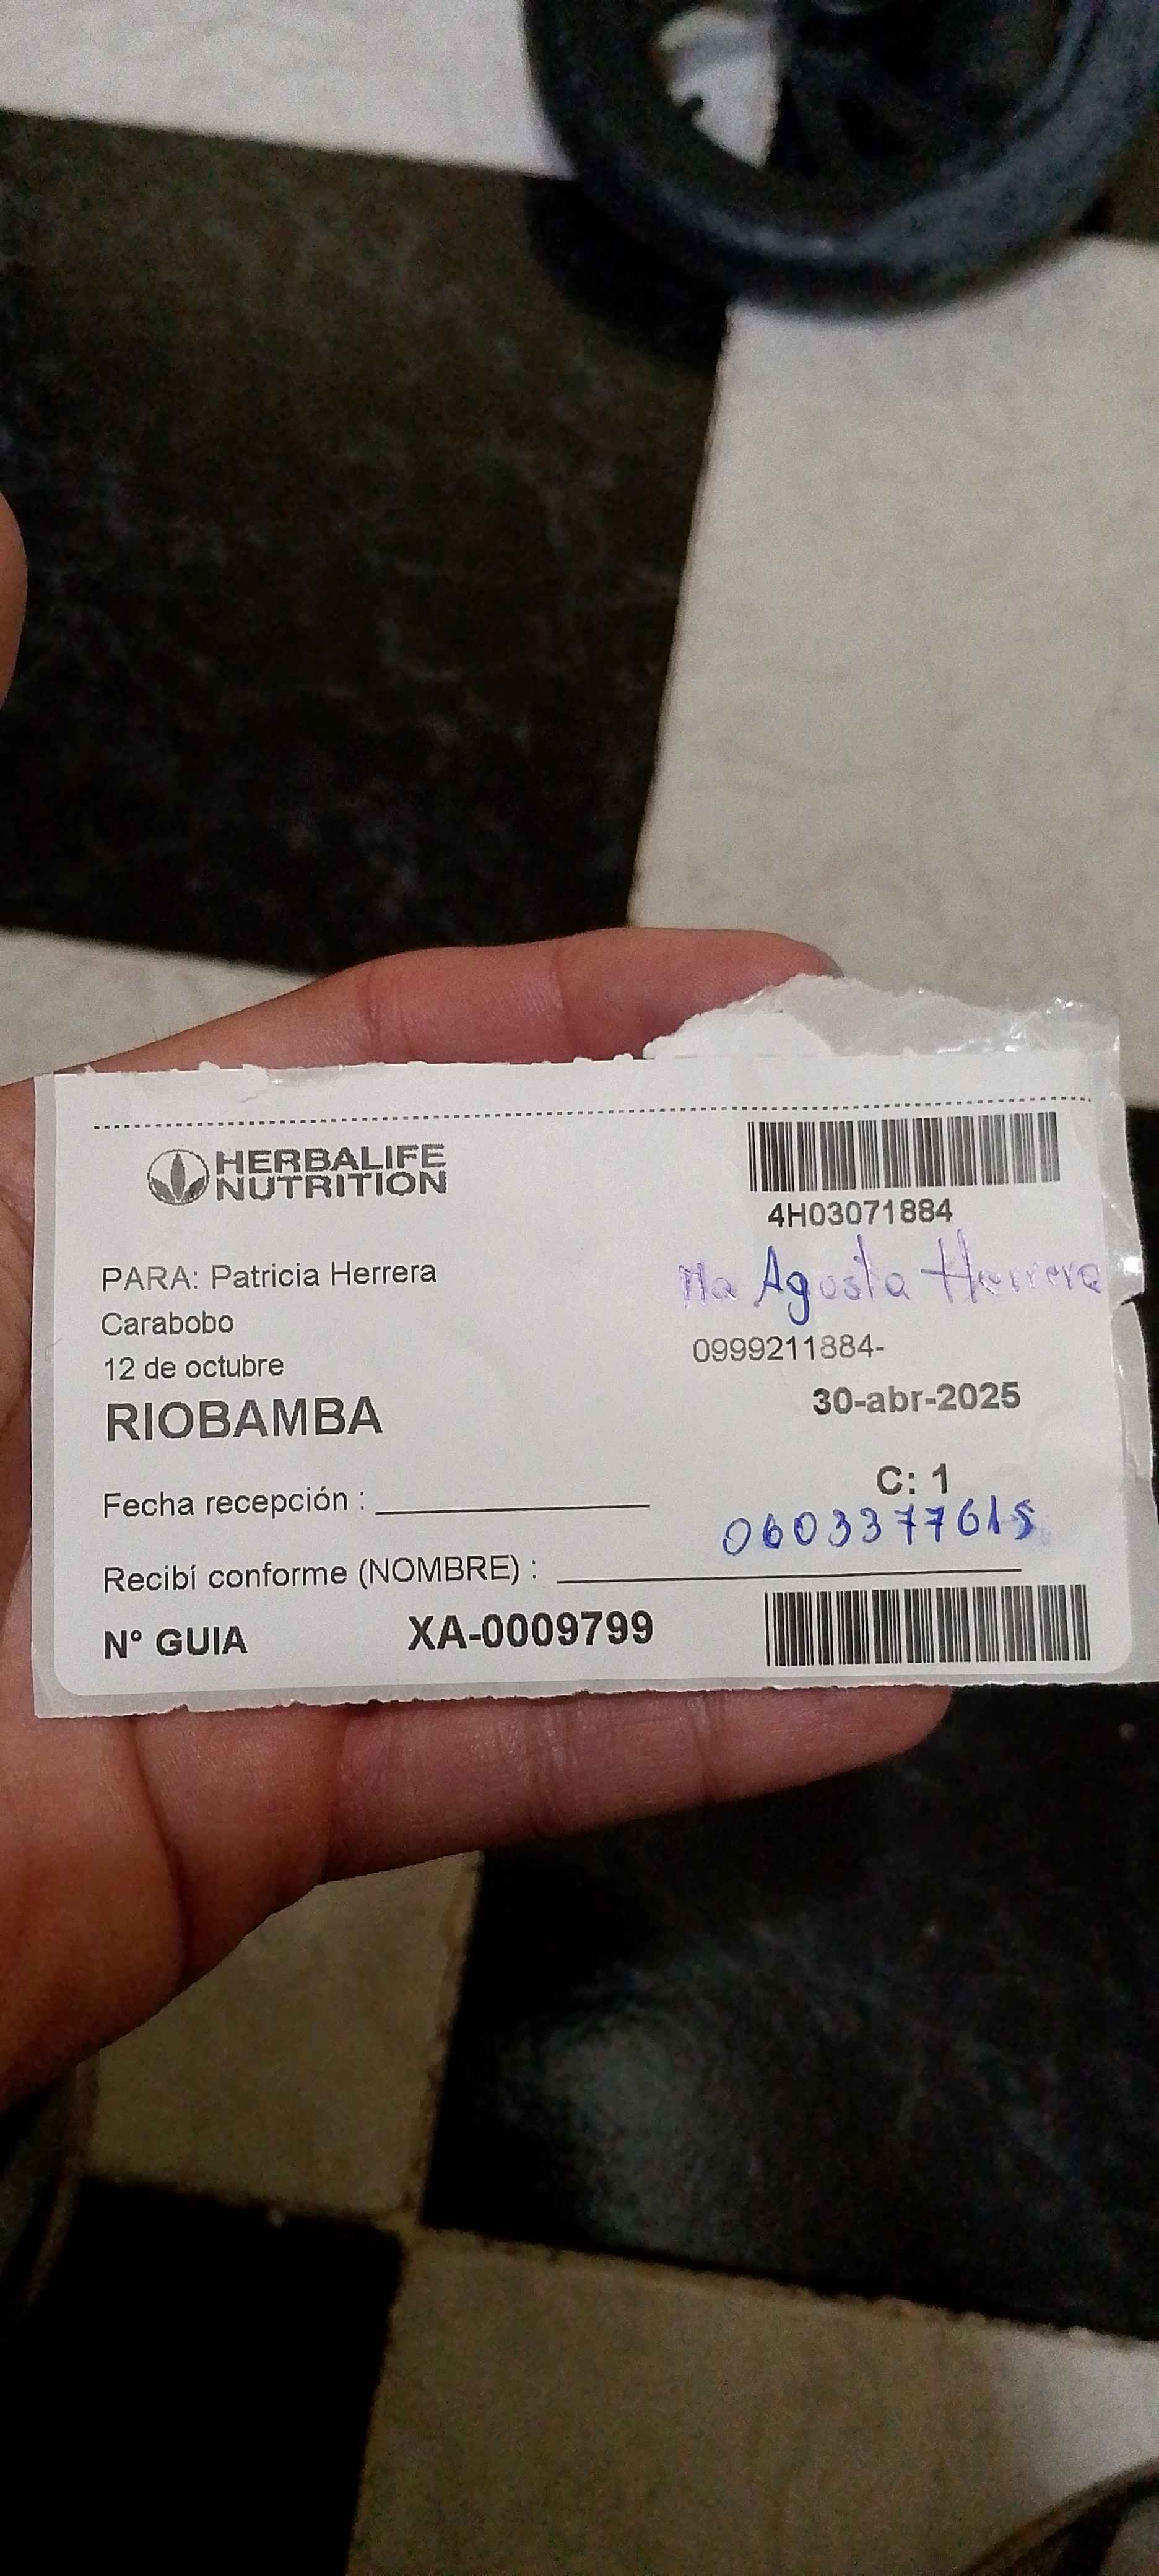 HERBALIFE
NUTRITION
4H03071884
PARA: Patricia Herrera
Ma Agusta Herrera
Carabobo
0999211884-
12 de octubre
30-abr-2025
RIOBAMBA
C: 1
Fecha recepción :
0603377615
Recibí conforme (NOMBRE) :
N° GUIA XA-0009799